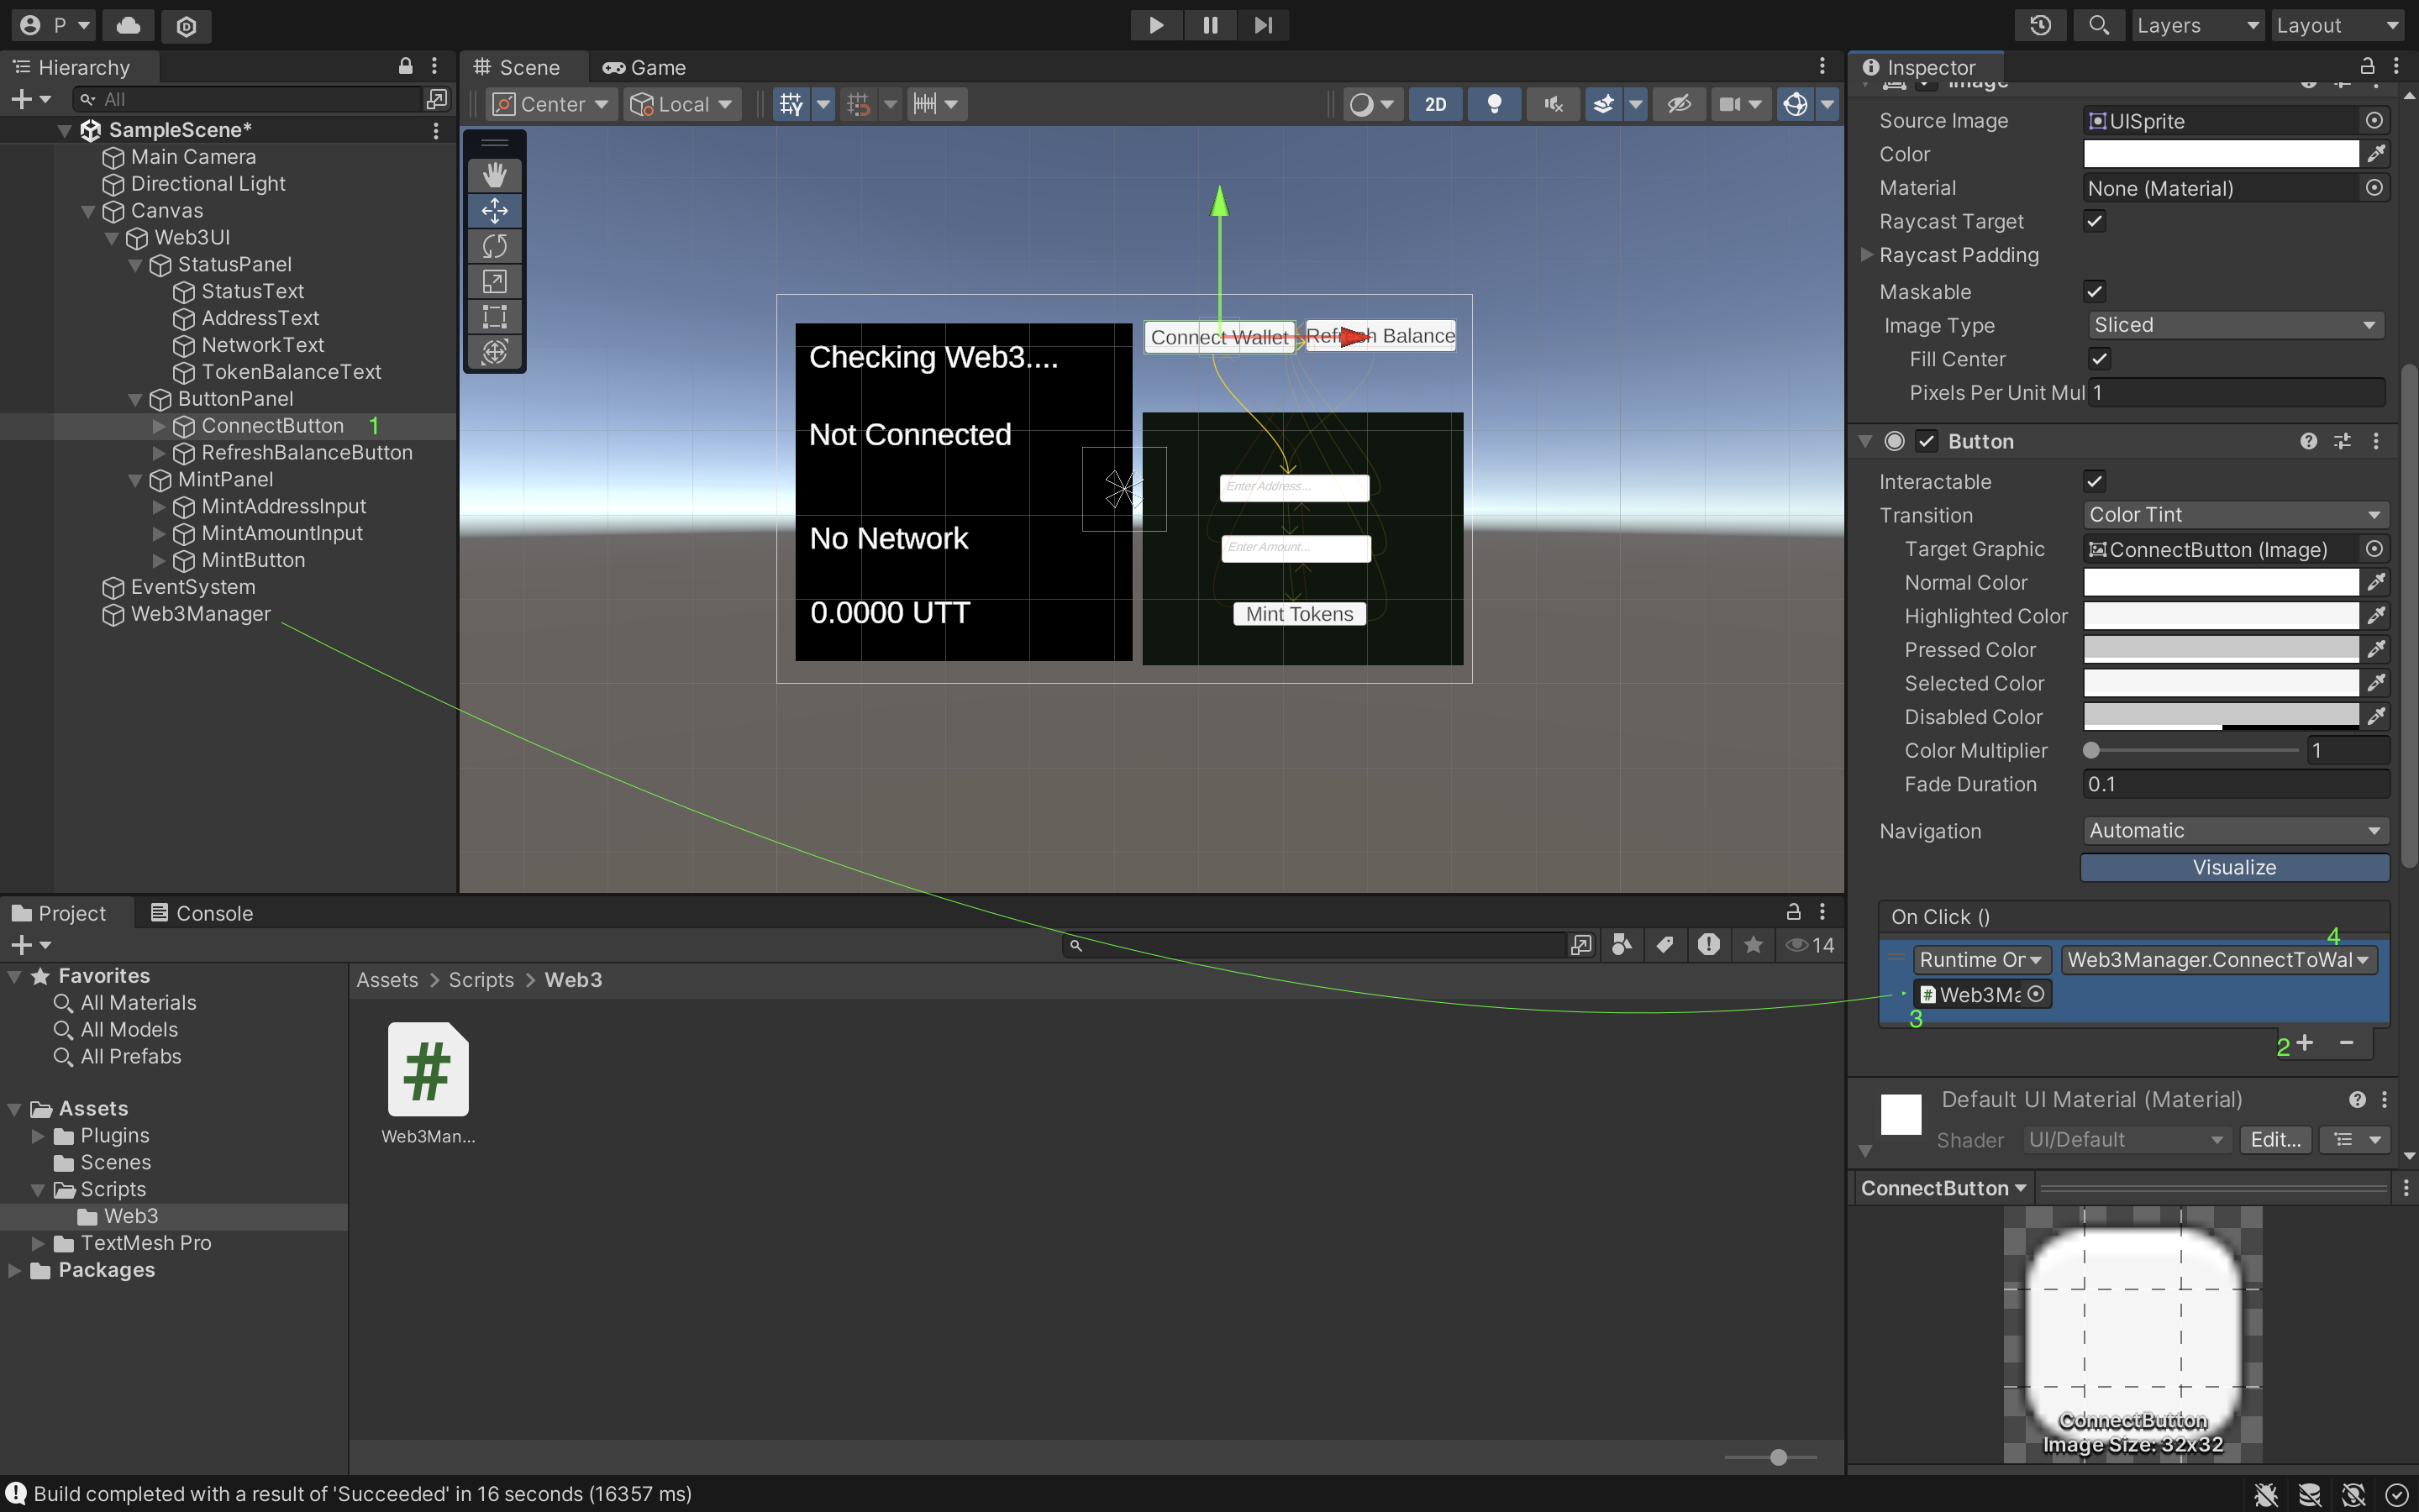 P
Layers
Layout
Hierarchy
All
SampleScene*
Main Camera
Directional Light
Canvas
Web3UI
StatusPanel
StatusText
AddressText
NetworkText
TokenBalanceText
ButtonPanel
ConnectButton 1
RefreshBalanceButton
MintPanel
MintAddressInput
MintAmountInput
MintButton
EventSystem
Web3Manager
Scene
Game
Center
Local
2D
Checking Web3....
Not Connected
No Network
0.0000 UTT
Connect Wallet
Refresh Balance
Enter Address...
Enter Amount...
Mint Tokens
Inspector
Image
Source Image
UISprite
Color
Material
None (Material)
Raycast Target
Raycast Padding
Maskable
Image Type
Sliced
Fill Center
Pixels Per Unit Mul
1
Button
Interactable
Transition
Color Tint
Target Graphic
ConnectButton (Image)
Normal Color
Highlighted Color
Pressed Color
Selected Color
Disabled Color
Color Multiplier
1
Fade Duration
0.1
Navigation
Automatic
Visualize
On Click ()
4
Runtime Or
Web3Manager.ConnectToWal
Web3Ma
3
2
Default UI Material (Material)
Shader
UI/Default
Edit...
ConnectButton
ConnectButton
Image Size: 32x32
Project
Console
14
Favorites
All Materials
All Models
All Prefabs
Assets
Plugins
Scenes
Scripts
Web3
TextMesh Pro
Packages
Assets > Scripts > Web3
#
Web3Man...
Build completed with a result of 'Succeeded' in 16 seconds (16357 ms)